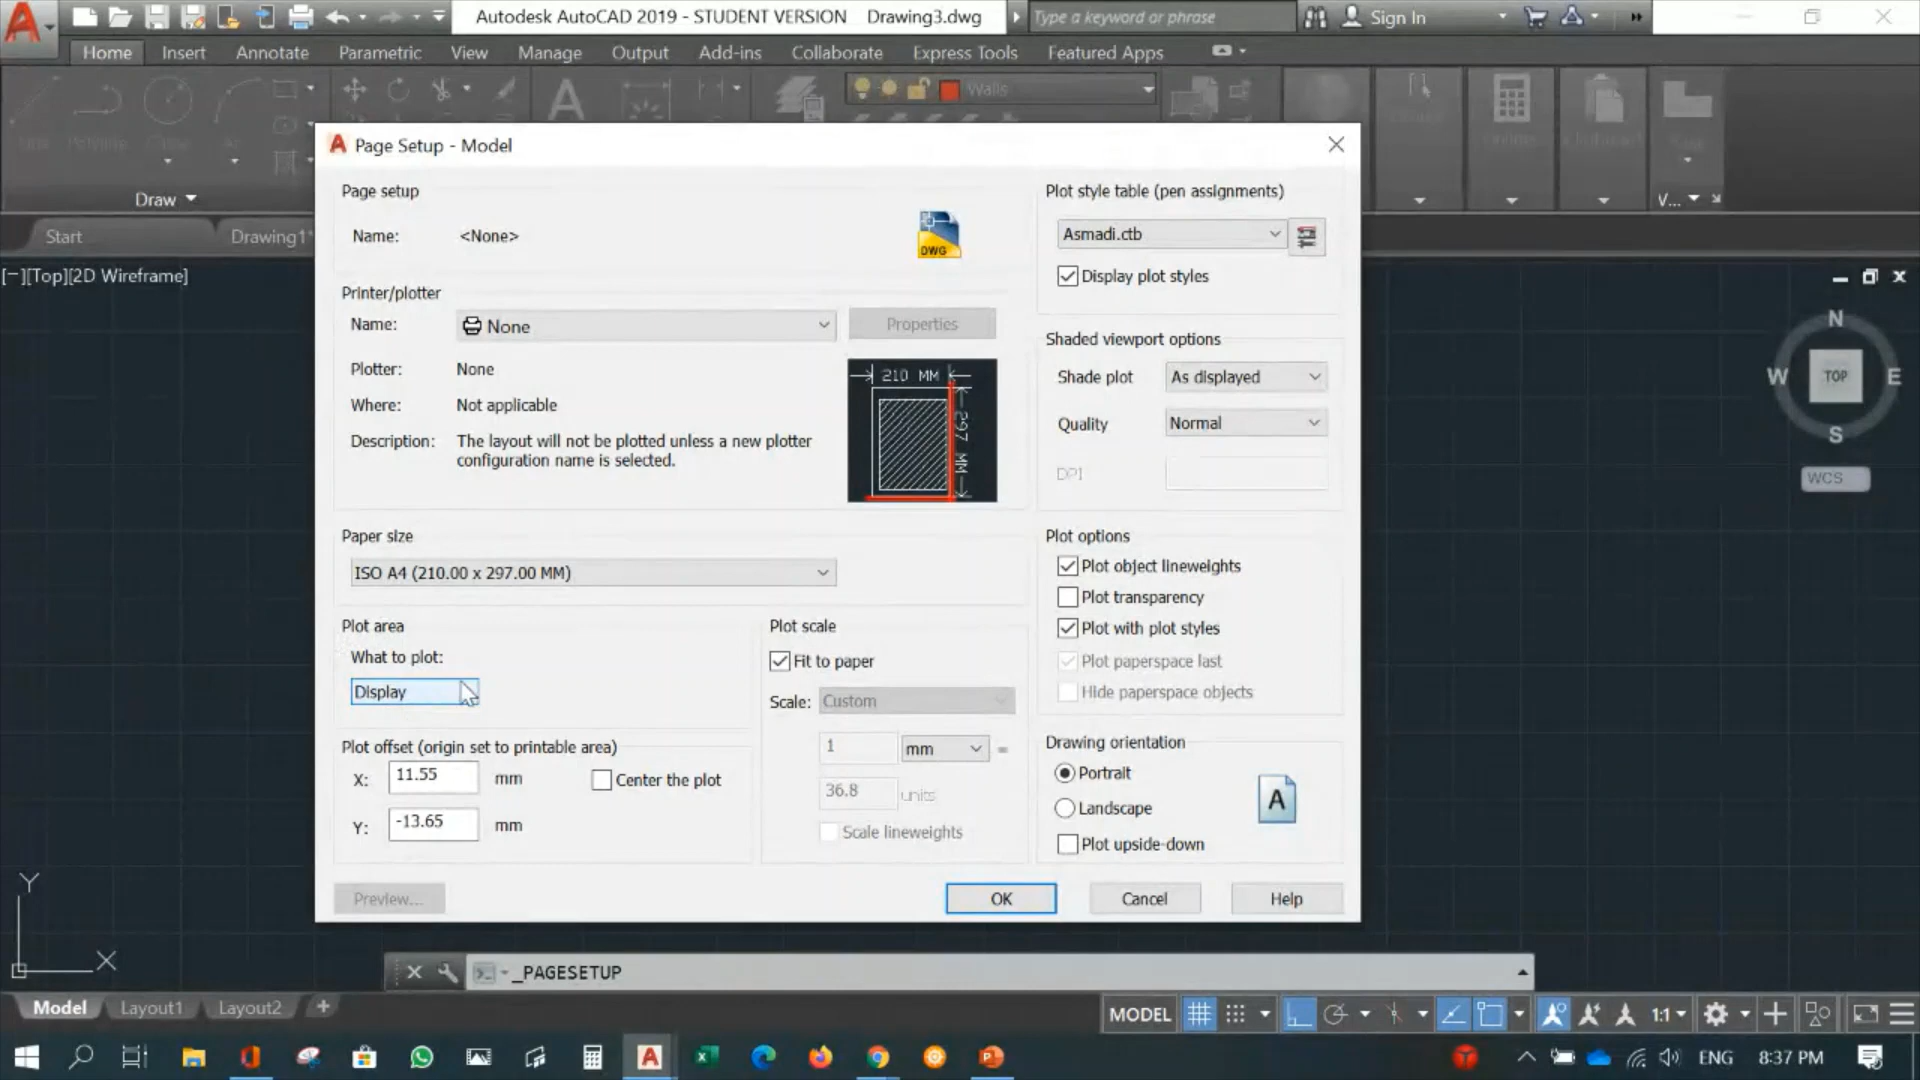 Autodesk AutoCAD 2019 - STUDENT VERSION Drawing3.dwg
Type a keyword or phrase
Sign In
Home Insert Annotate Parametric View Manage Output Add-ins Collaborate Express Tools Featured Apps
Walls
Draw
V...
Start
Drawing1*
[−][Top][2D Wireframe]
Page Setup - Model
Page setup
Name: <None>
DWG
Printer/plotter
Name: None
Properties
Plotter: None
Where: Not applicable
Description: The layout will not be plotted unless a new plotter
configuration name is selected.
210 MM
297 MM
Paper size
ISO A4 (210.00 x 297.00 MM)
Plot area
What to plot:
Display
Plot offset (origin set to printable area)
X: 11.55 mm
Center the plot
Y: -13.65 mm
Plot scale
Fit to paper
Scale: Custom
1 mm =
36.8 units
Scale lineweights
Plot style table (pen assignments)
Asmadi.ctb
Display plot styles
Shaded viewport options
Shade plot As displayed
Quality Normal
DPI
Plot options
Plot object lineweights
Plot transparency
Plot with plot styles
Plot paperspace last
Hide paperspace objects
Drawing orientation
Portrait
Landscape
A
Plot upside-down
Preview...
OK
Cancel
Help
N
W TOP E
S
WCS
Y
X
_PAGESETUP
Model Layout1 Layout2 +
MODEL
1:1
ENG 8:37 PM